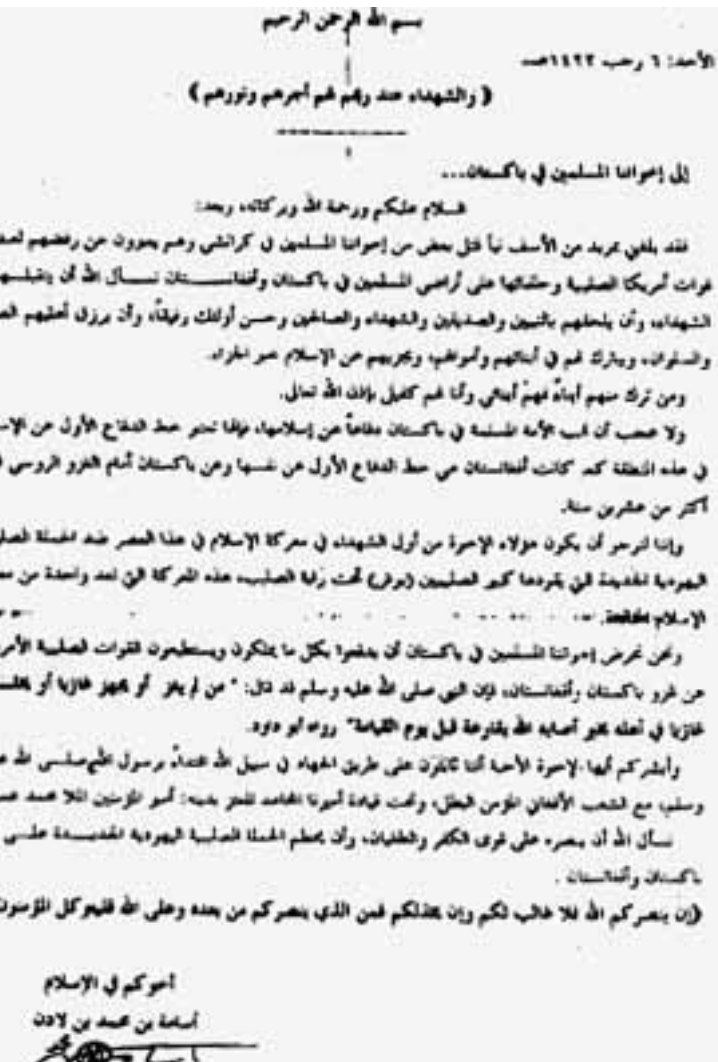 بسم الله الرحمن الرحيم
الأحد: ٦ رجب ١٤٢٢هـ
( والشهداء عند ربهم لهم أجرهم ونورهم )
إلى إخواننا المسلمين في باكستان...
السلام عليكم ورحمة الله وبركاته، وبعد:
فقد بلغني بمزيد من الأسف نبأ قتل بعض من إخواننا المسلمين في كراتشي وهم يعبرون عن رفضهم
قوات أمريكا الصليبية وحلفائها على أراضي المسلمين في باكستان وأفغانستان نسأل الله أن يتقبلهم
الشهداء، وأن يلحقهم بالنبيين والصديقين والشهداء والصالحين وحسن أولئك رفيقاً، وأن يرزق أهليهم
والسلوان، ويبارك لهم في أبنائهم وأموالهم، ويجزيهم عن الإسلام خير الجزاء.
ومن ترك منهم أبناءً فهم أبنائي وأنا لهم كفيل بإذن الله تعالى.
ولا عجب أن تهب الأمة المسلمة في باكستان دفاعاً عن إسلامها، فإنها تعتبر خط الدفاع الأول عن
في هذه المنطقة كما كانت أفغانستان هي خط الدفاع الأول عن نفسها وعن باكستان أمام الغزو الروسي
أكثر من عشرين سنة.
وإننا لنرجو أن يكون هؤلاء الإخوة من أول الشهداء في معركة الإسلام في هذا العصر ضد الحملة
اليهودية الجديدة التي يقودها كبير الصليبيين (بوش) تحت راية الصليب، هذه المعركة التي تعد واحدة من
الإسلام الخالدة.
ونحن نحرض إخواننا المسلمين في باكستان أن يدفعوا بكل ما يملكون ويستطيعون القوات الصليبية
عن غزو باكستان وأفغانستان، فإن النبي صلى الله عليه وسلم قد قال: " من لم يغز أو يجهز غازيا أو
غازيا في أهله بخير أصابه الله بقارعة قبل يوم القيامة" رواه أبو داود.
وأبشركم أيها الإخوة الأحبة أننا ثابتون على طريق الجهاد في سبيل الله اقتداءً برسول الله صلى الله
وسلم، مع الشعب الأفغاني المؤمن البطل، وتحت قيادة أميرنا المجاهد المعتز بدينه: أمير المؤمنين الملا محمد
نسأل الله أن ينصره على قوى الكفر والطغيان، وأن يحطم الحملة الصليبية اليهودية الجديدة على
باكستان وأفغانستان .
(إن ينصركم الله فلا غالب لكم وإن يخذلكم فمن الذي ينصركم من بعده وعلى الله فليتوكل المؤمنون
أخوكم في الإسلام
أسامة بن محمد بن لادن